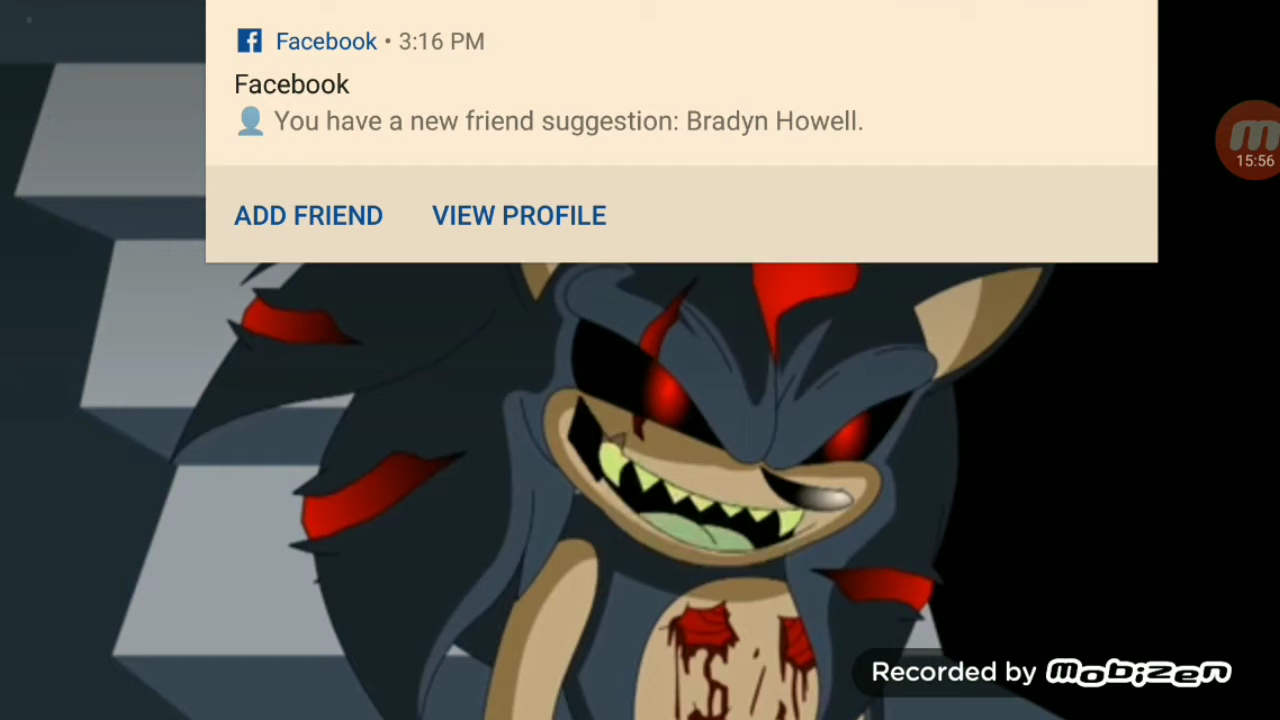 Facebook • 3:16 PM
Facebook
You have a new friend suggestion: Bradyn Howell.
ADD FRIEND VIEW PROFILE
15:56
Recorded by mobizen